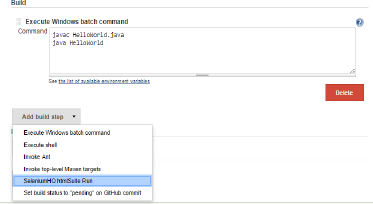 Build
Execute Windows batch command
Command
javac HelloWorld.java
java HelloWorld
See the list of available environment variables
Delete
Add build step
Execute Windows batch command
Execute shell
Invoke Ant
Invoke top-level Maven targets
SeleniumHQ htmlSuite Run
Set build status to "pending" on GitHub commit